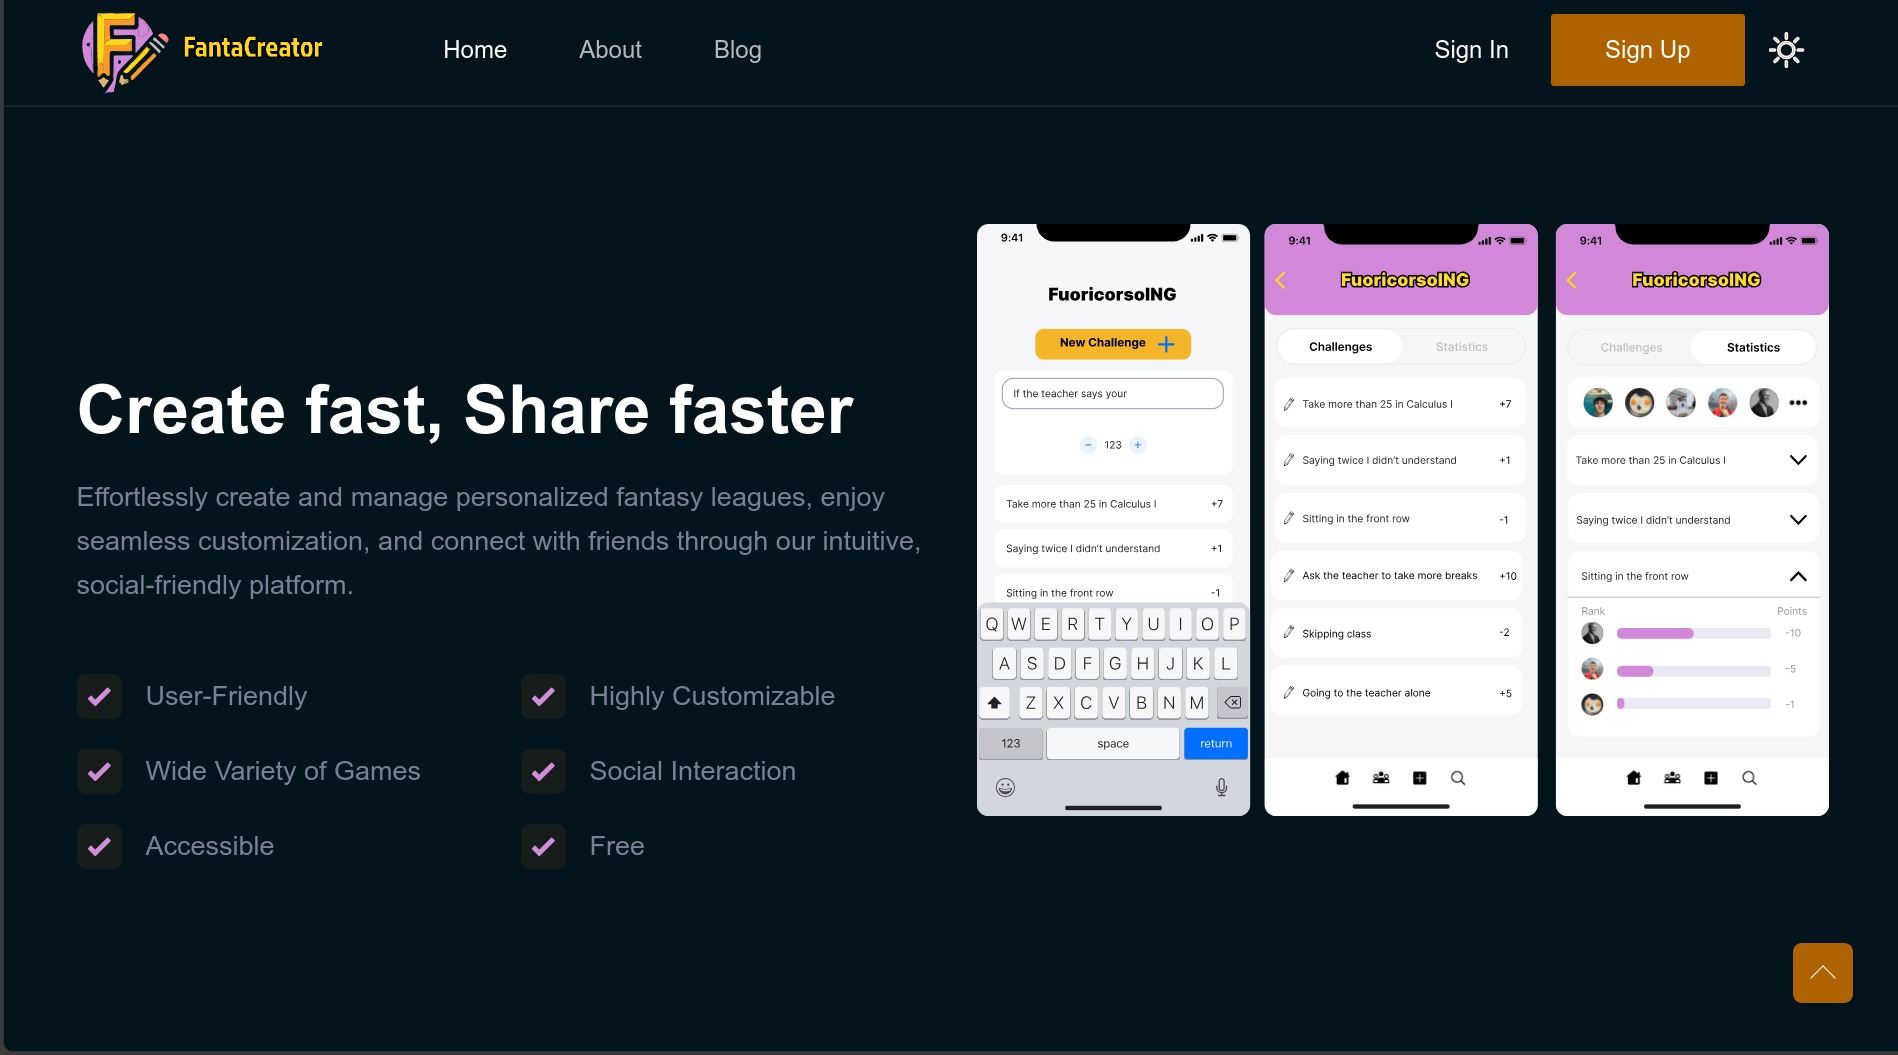 FantaCreator
Home
About
Blog
Sign In
Sign Up
Create fast, Share faster
Effortlessly create and manage personalized fantasy leagues, enjoy
seamless customization, and connect with friends through our intuitive,
social-friendly platform.
User-Friendly
Highly Customizable
Wide Variety of Games
Social Interaction
Accessible
Free
9:41
FuoricorsoING
New Challenge
If the teacher says your
− 123 +
Take more than 25 in Calculus I +7
Saying twice I didn't understand +1
Sitting in the front row -1
Q W E R T Y U I O P
A S D F G H J K L
Z X C V B N M
123 space return
9:41
FuoricorsoING
Challenges Statistics
Take more than 25 in Calculus I +7
Saying twice I didn't understand +1
Sitting in the front row -1
Ask the teacher to take more breaks +10
Skipping class -2
Going to the teacher alone +5
9:41
FuoricorsoING
Challenges Statistics
Take more than 25 in Calculus I
Saying twice I didn't understand
Sitting in the front row
Rank Points
-10
-5
-1